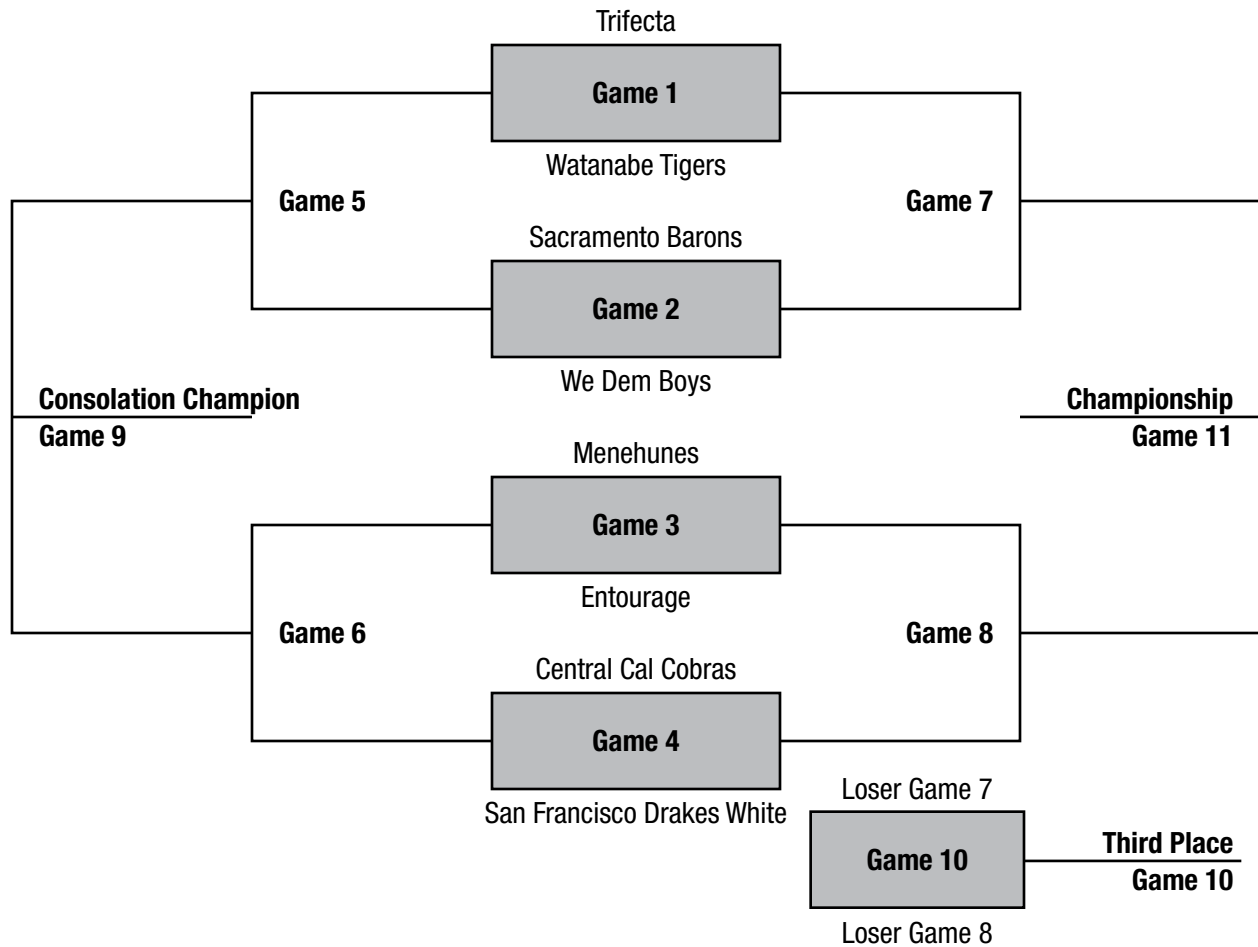 Trifecta
Game 1
Watanabe Tigers
Game 5
Game 7
Sacramento Barons
Game 2
We Dem Boys
Consolation Champion
Game 9
Championship
Game 11
Menehunes
Game 3
Entourage
Game 6
Game 8
Central Cal Cobras
Game 4
San Francisco Drakes White
Loser Game 7
Game 10
Third Place
Game 10
Loser Game 8